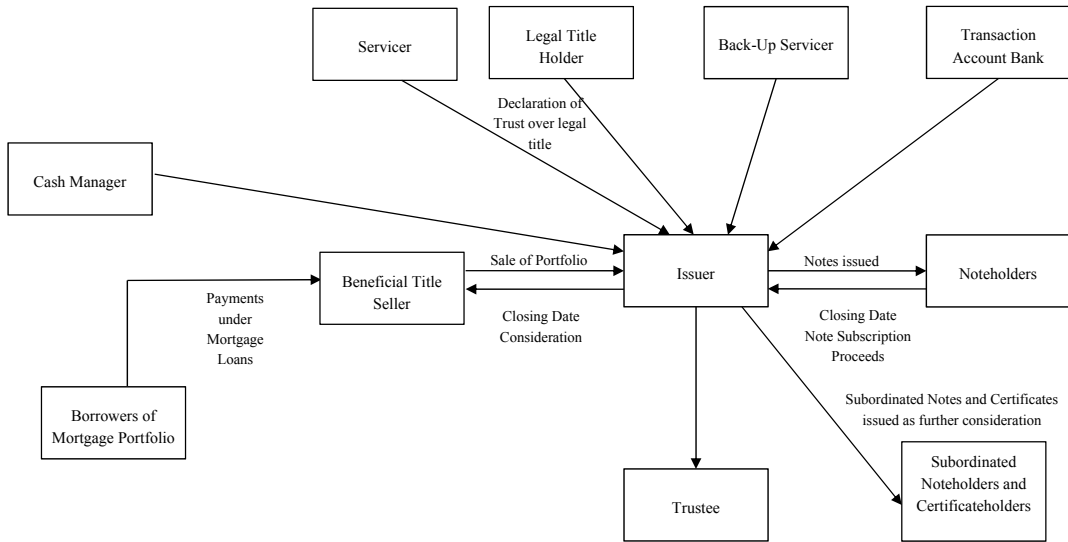 Servicer
Legal Title
Holder
Back-Up Servicer
Transaction
Account Bank
Declaration of
Trust over legal
title
Cash Manager
Beneficial Title
Seller
Sale of Portfolio
Closing Date
Consideration
Issuer
Notes issued
Closing Date
Note Subscription
Proceeds
Noteholders
Payments
under
Mortgage
Loans
Borrowers of
Mortgage Portfolio
Subordinated Notes and Certificates
issued as further consideration
Trustee
Subordinated
Noteholders and
Certificateholders